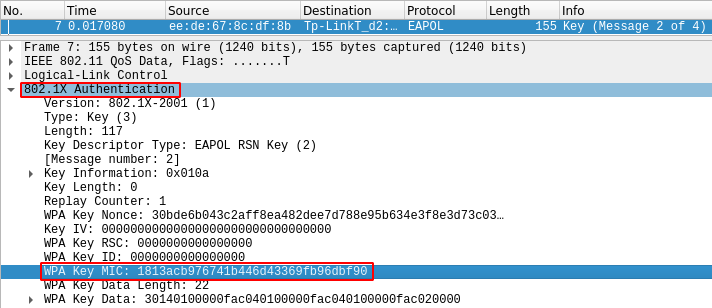 No. Time Source Destination Protocol Length Info
7 0.017080 ee:de:67:8c:df:8b Tp-LinkT_d2:… EAPOL 155 Key (Message 2 of 4)
Frame 7: 155 bytes on wire (1240 bits), 155 bytes captured (1240 bits)
IEEE 802.11 QoS Data, Flags: .......T
Logical-Link Control
802.1X Authentication
Version: 802.1X-2001 (1)
Type: Key (3)
Length: 117
Key Descriptor Type: EAPOL RSN Key (2)
[Message number: 2]
Key Information: 0x010a
Key Length: 0
Replay Counter: 1
WPA Key Nonce: 30bde6b043c2aff8ea482dee7d788e95b634e3f8e3d73c03…
Key IV: 00000000000000000000000000000000
WPA Key RSC: 0000000000000000
WPA Key ID: 0000000000000000
WPA Key MIC: 1813acb976741b446d43369fb96dbf90
WPA Key Data Length: 22
WPA Key Data: 30140100000fac040100000fac040100000fac020000